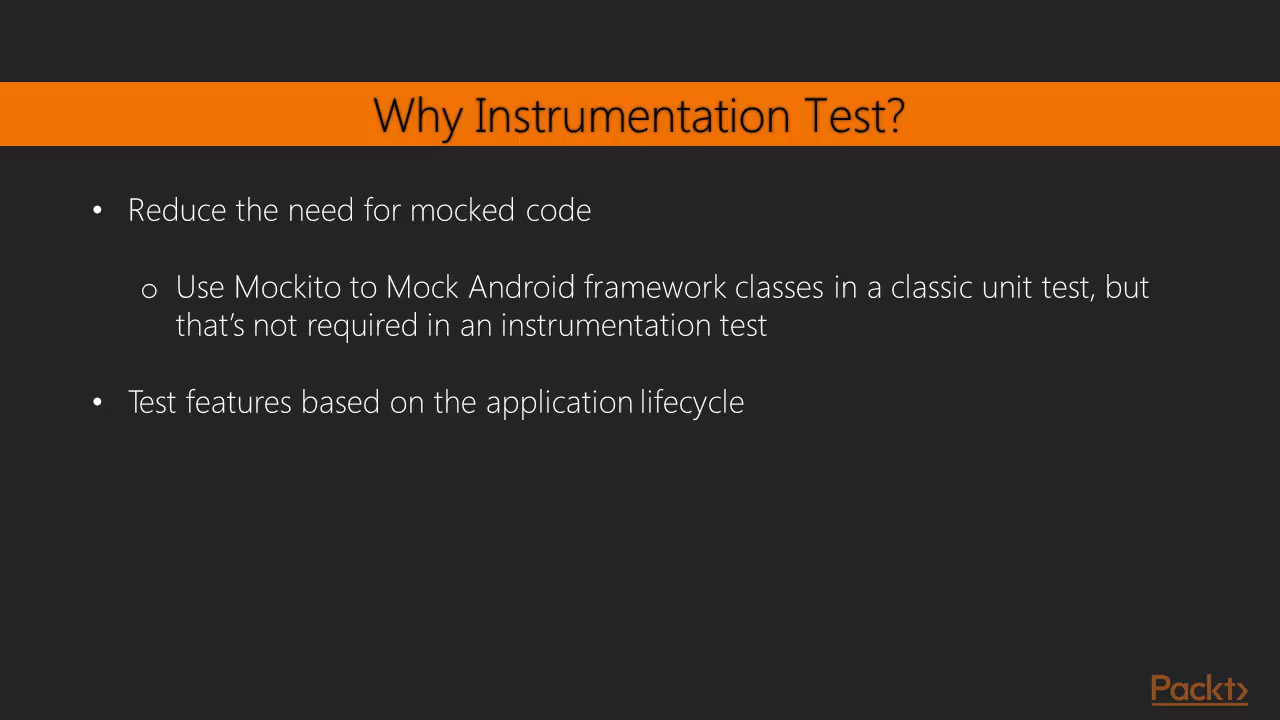 Why Instrumentation Test?
• Reduce the need for mocked code
o Use Mockito to Mock Android framework classes in a classic unit test, but
that’s not required in an instrumentation test
• Test features based on the application lifecycle
Packt›